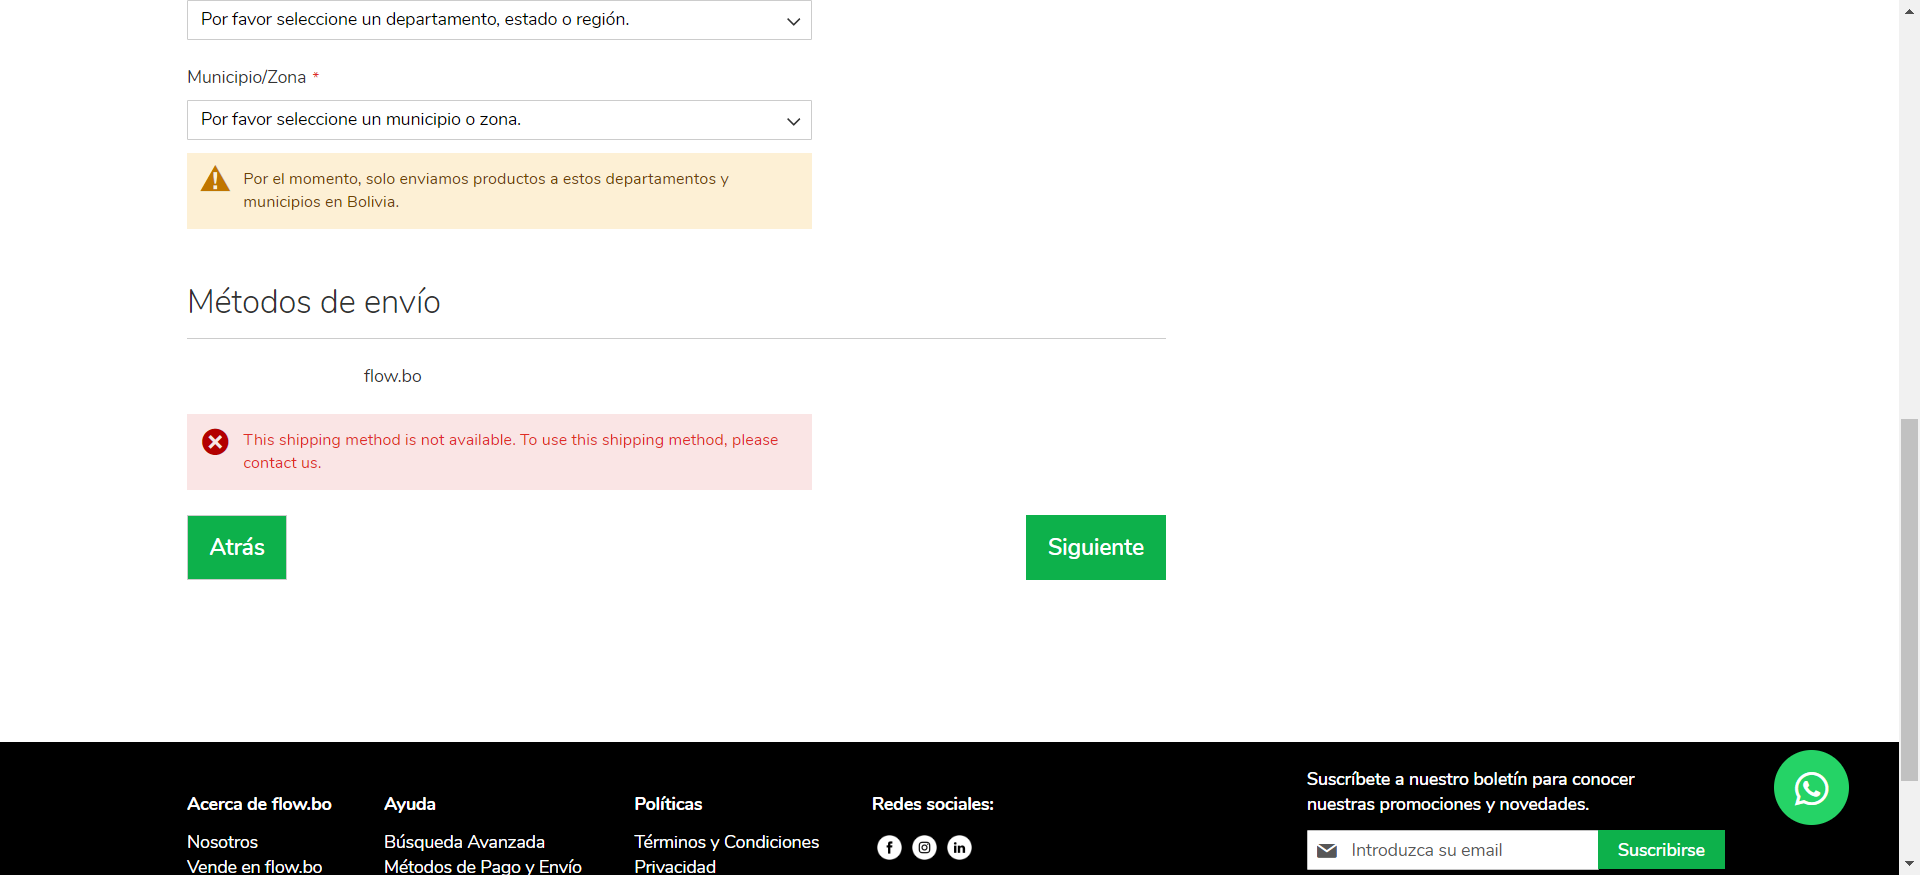 Por favor seleccione un departamento, estado o región.
Municipio/Zona *
Por favor seleccione un municipio o zona.
Por el momento, solo enviamos productos a estos departamentos y
municipios en Bolivia.
Métodos de envío
flow.bo
This shipping method is not available. To use this shipping method, please
contact us.
Atrás
Siguiente
Acerca de flow.bo
Nosotros
Vende en flow.bo
Ayuda
Búsqueda Avanzada
Métodos de Pago y Envío
Políticas
Términos y Condiciones
Privacidad
Redes sociales:
Suscríbete a nuestro boletín para conocer
nuestras promociones y novedades.
Introduzca su email
Suscribirse